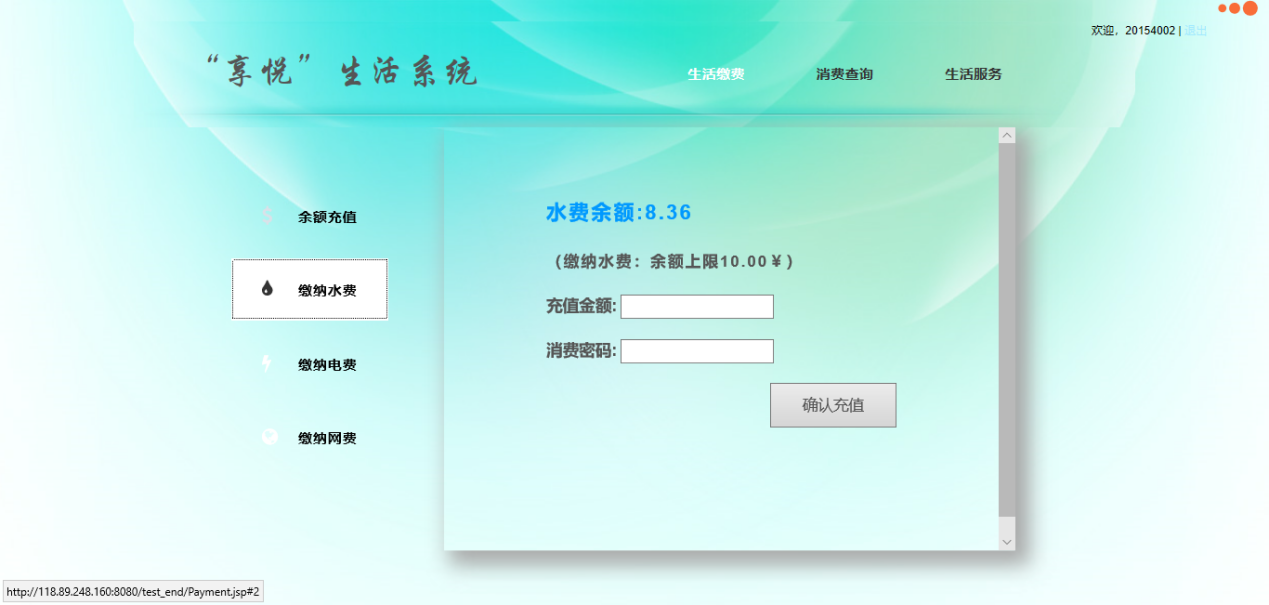 欢迎，20154002 | 退出
“享悦”生活系统
生活缴费 消费查询 生活服务
余额充值
缴纳水费
缴纳电费
缴纳网费
水费余额:8.36
（缴纳水费：余额上限10.00￥）
充值金额:
消费密码:
确认充值
http://118.89.248.160:8080/test_end/Payment.jsp#2